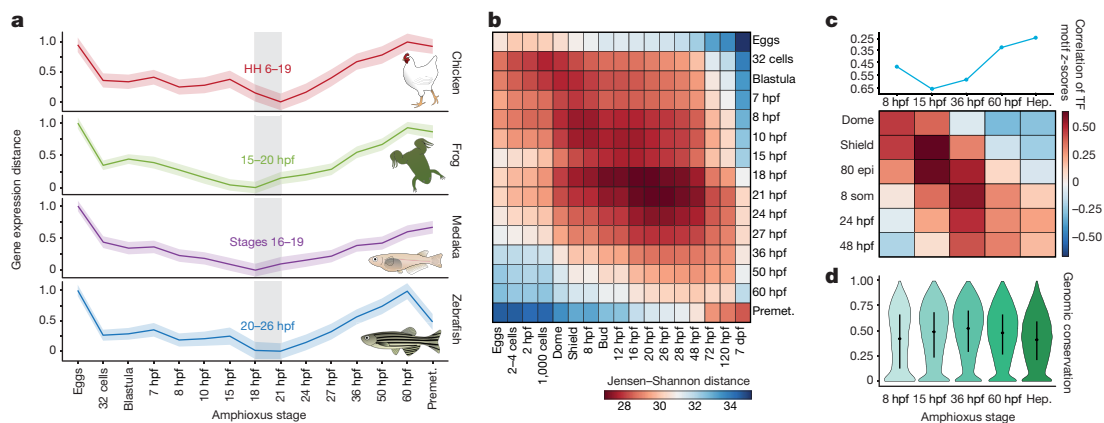 a
Gene expression distance
1.0
0.5
0
HH 6–19
Chicken
1.0
0.5
0
15–20 hpf
Frog
1.0
0.5
0
Stages 16–19
Medaka
1.0
0.5
0
20–26 hpf
Zebrafish
Eggs
32 cells
Blastula
7 hpf
8 hpf
10 hpf
15 hpf
18 hpf
21 hpf
27 hpf
36 hpf
50 hpf
60 hpf
Premet.
Amphioxus stage
b
Eggs
32 cells
Blastula
7 hpf
8 hpf
10 hpf
15 hpf
18 hpf
21 hpf
24 hpf
27 hpf
36 hpf
50 hpf
60 hpf
Premet.
Eggs
2–4 cells
2 hpf
1,000 cells
Dome
Shield
8 hpf
Bud
12 hpf
16 hpf
20 hpf
26 hpf
28 hpf
48 hpf
72 hpf
120 hpf
7 dpf
Jensen–Shannon distance
28 30 32 34
c
0.25
0.35
0.45
0.55
0.65
Correlation of TF
motif z-scores
8 hpf 15 hpf 36 hpf 60 hpf Hep.
Dome
Shield
80 epi
8 som
24 hpf
48 hpf
0.50
0.25
0
−0.25
−0.50
d
1.00
0.75
0.50
0.25
0
Genomic conservation
8 hpf 15 hpf 36 hpf 60 hpf Hep.
Amphioxus stage